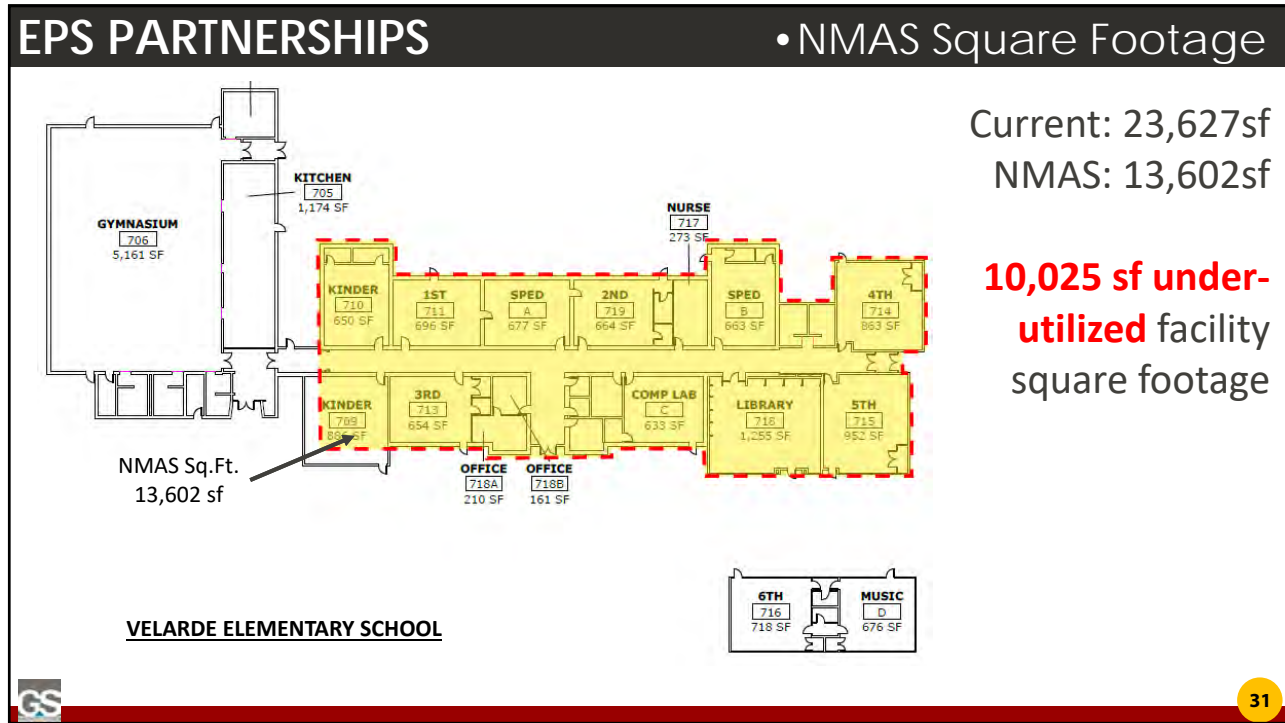 EPS PARTNERSHIPS
•NMAS Square Footage
Current: 23,627sf
NMAS: 13,602sf
10,025 sf under-
utilized facility
square footage
KITCHEN
705
1,174 SF
GYMNASIUM
706
5,161 SF
NURSE
717
273 SF
KINDER
710
650 SF
1ST
711
696 SF
SPED
A
677 SF
2ND
719
664 SF
SPED
B
663 SF
4TH
714
863 SF
KINDER
709
886 SF
3RD
713
654 SF
COMP LAB
C
633 SF
LIBRARY
716
1,255 SF
5TH
715
952 SF
NMAS Sq.Ft.
13,602 sf
OFFICE
718A
210 SF
OFFICE
718B
161 SF
6TH
716
718 SF
MUSIC
D
676 SF
VELARDE ELEMENTARY SCHOOL
GS
31